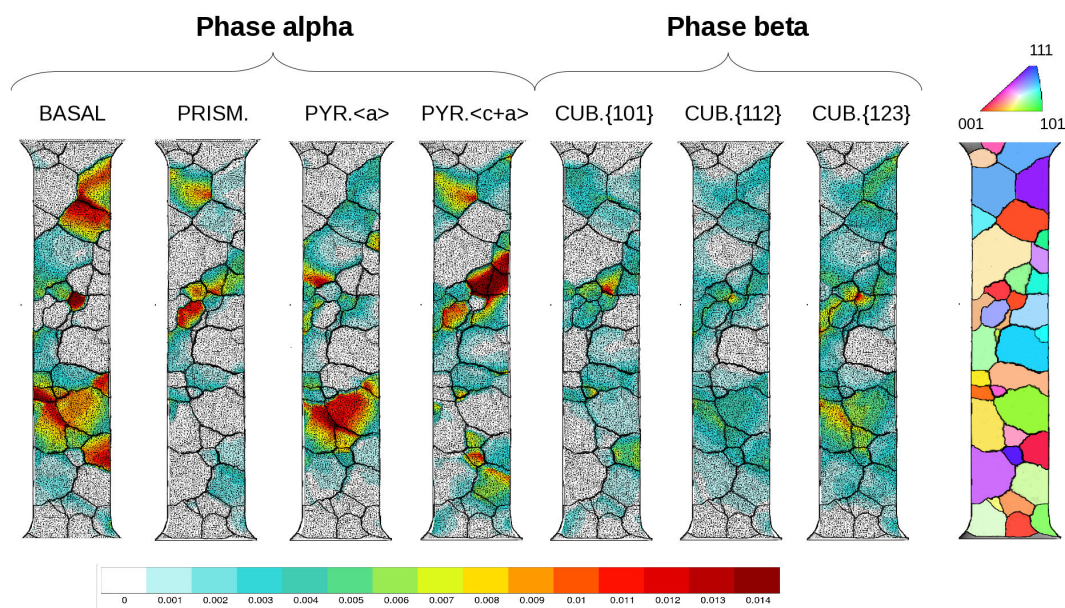 Phase alpha
Phase beta
111
BASAL
PRISM.
PYR.<a>
PYR.<c+a>
CUB.{101}
CUB.{112}
CUB.{123}
001
101
0
0.001
0.002
0.003
0.004
0.005
0.006
0.007
0.008
0.009
0.01
0.011
0.012
0.013
0.014